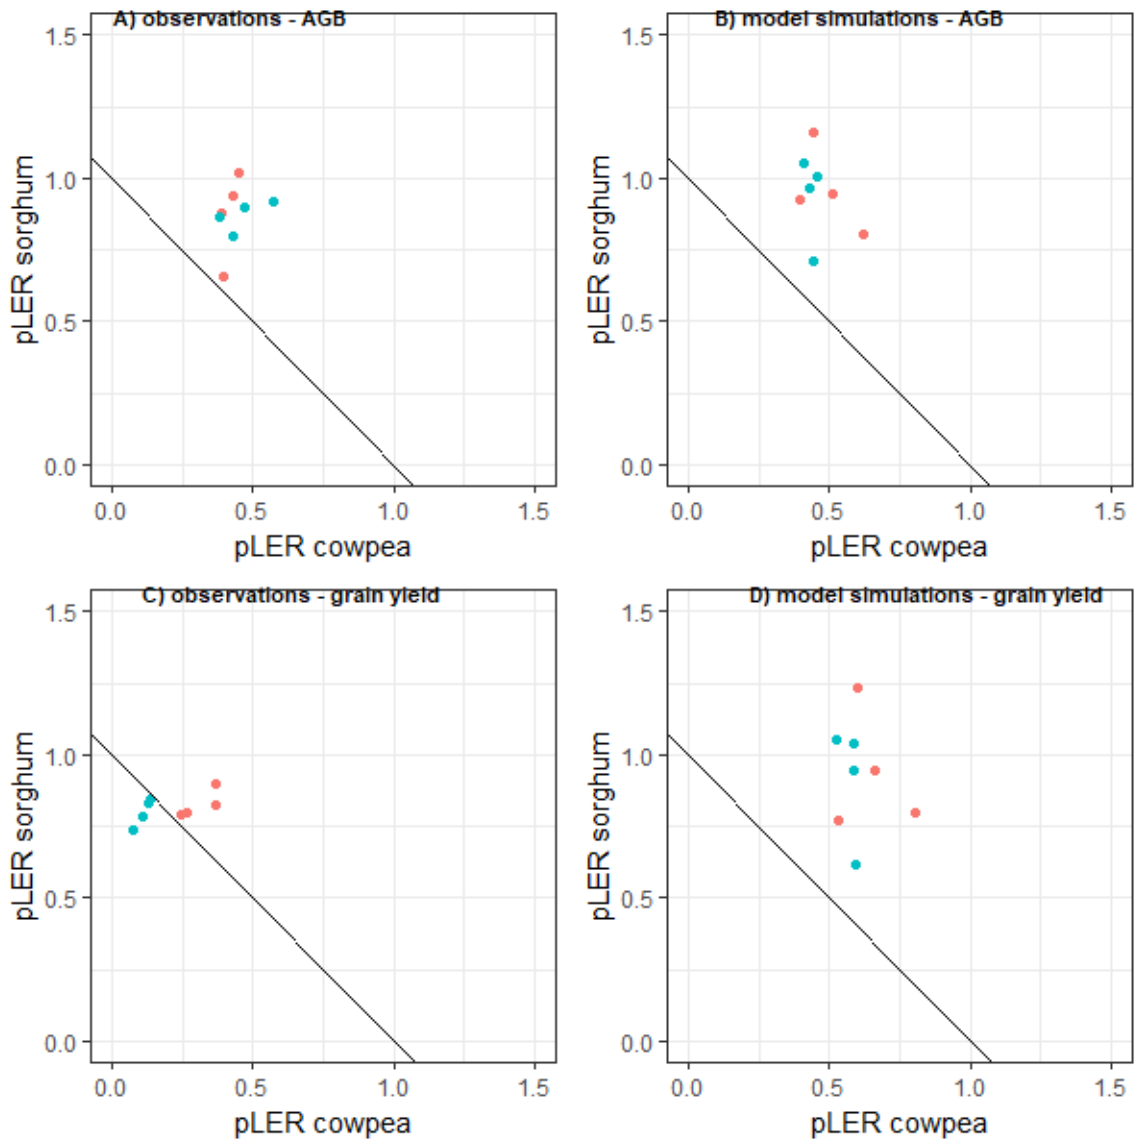 A) observations - AGB
1.5
1.0
0.5
0.0
pLER sorghum
0.0 0.5 1.0 1.5
pLER cowpea
B) model simulations - AGB
1.5
1.0
0.5
0.0
pLER sorghum
0.0 0.5 1.0 1.5
pLER cowpea
C) observations - grain yield
1.5
1.0
0.5
0.0
pLER sorghum
0.0 0.5 1.0 1.5
pLER cowpea
D) model simulations - grain yield
1.5
1.0
0.5
0.0
pLER sorghum
0.0 0.5 1.0 1.5
pLER cowpea